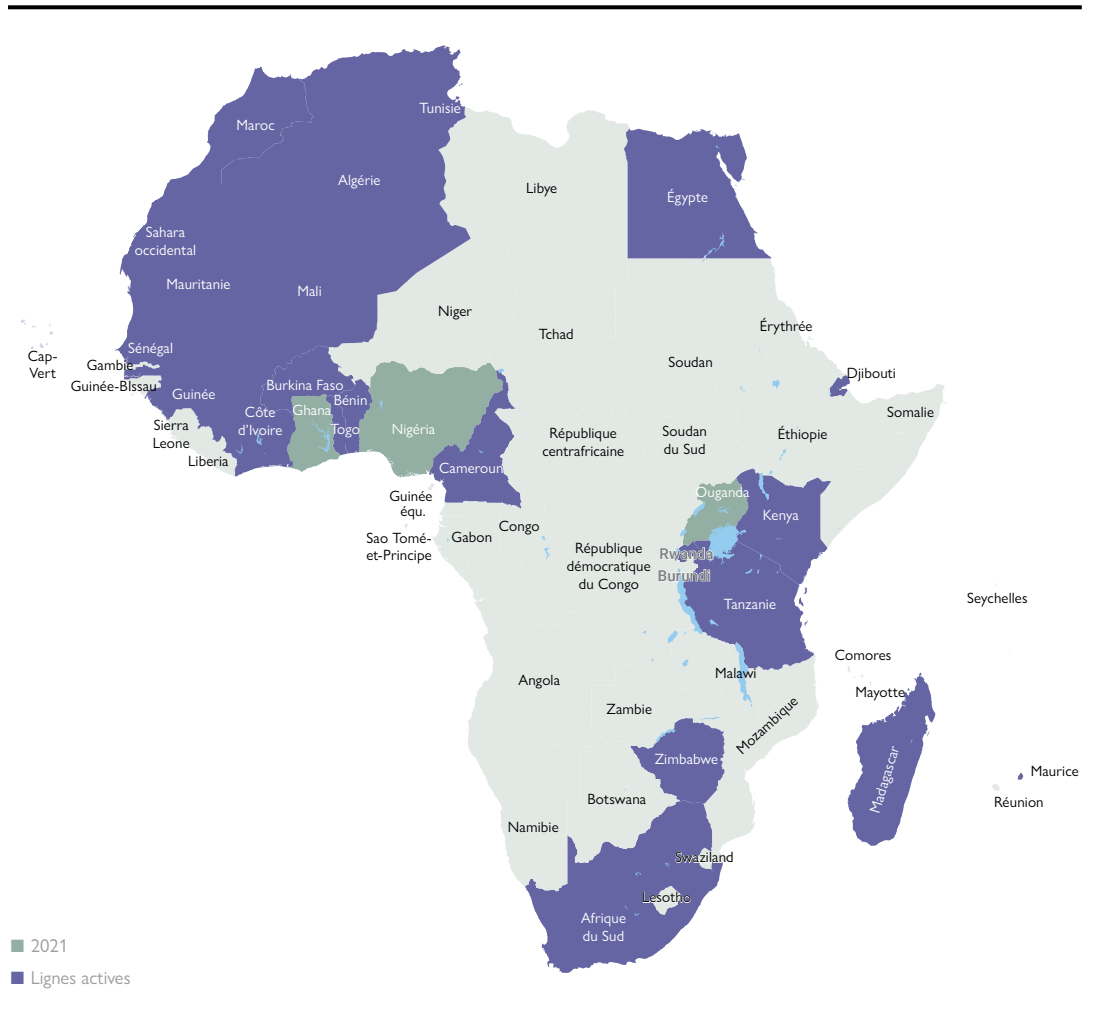 Tunisie
Maroc
Algérie
Libye
Égypte
Sahara
occidental
Mauritanie
Mali
Niger
Tchad
Érythrée
Cap-
Vert
Sénégal
Gambie
Guinée-BIssau
Guinée
Burkina Faso
Bénin
Soudan
Djibouti
Somalie
Sierra
Leone
Côte
d'Ivoire
Ghana
Togo
Nigéria
République
centrafricaine
Soudan
du Sud
Éthiopie
Liberia
Cameroun
Guinée
équ.
Ouganda
Kenya
Sao Tomé-
et-Principe
Gabon
Congo
République
démocratique
du Congo
Rwanda
Burundi
Tanzanie
Seychelles
Comores
Mayotte
Angola
Malawi
Zambie
Mozambique
Zimbabwe
Madagascar
Maurice
Réunion
Botswana
Namibie
Swaziland
Lesotho
Afrique
du Sud
2021
Lignes actives